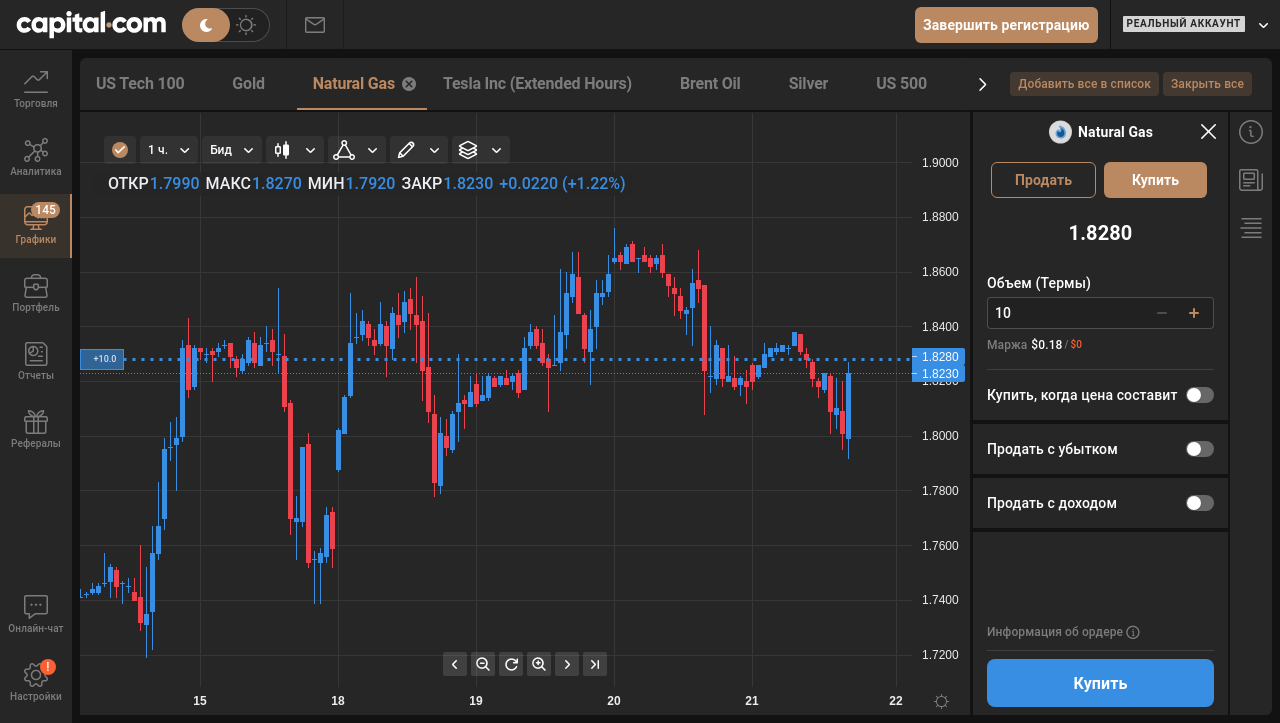 capital.com
Завершить регистрацию
РЕАЛЬНЫЙ АККАУНТ
Торговля
Аналитика
145
Графики
Портфель
Отчеты
Рефералы
Онлайн-чат
!
Настройки
US Tech 100 Gold Natural Gas Tesla Inc (Extended Hours) Brent Oil Silver US 500
Добавить все в список Закрыть все
1 ч. Бид
ОТКР 1.7990 МАКС 1.8270 МИН 1.7920 ЗАКР 1.8230 +0.0220 (+1.22%)
+10.0
1.9000
1.8800
1.8600
1.8400
1.8280
1.8230
1.8200
1.8000
1.7800
1.7600
1.7400
1.7200
15 18 19 20 21 22
Natural Gas
Продать Купить
1.8280
Объем (Термы)
10 − +
Маржа $0.18 / $0
Купить, когда цена составит
Продать с убытком
Продать с доходом
Информация об ордере
Купить